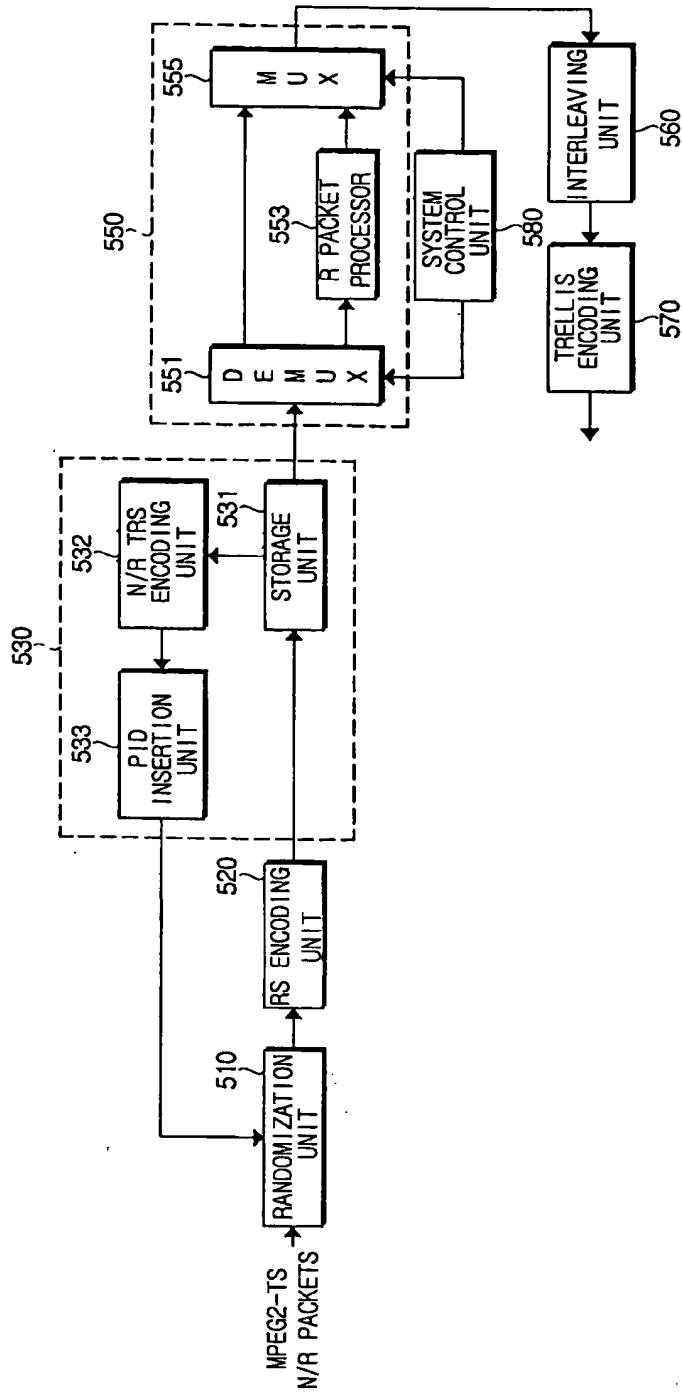 MPEG2-TS
N/R PACKETS
510
RANDOMIZATION
UNIT
520
RS ENCODING
UNIT
530
533
PID
INSERTION
UNIT
532
N/R TRS
ENCODING
UNIT
531
STORAGE
UNIT
550
551
D
E
M
U
X
553
R PACKET
PROCESSOR
555
M
U
X
SYSTEM
CONTROL
UNIT
580
INTERLEAVING
UNIT
560
TRELLIS
ENCODING
UNIT
570